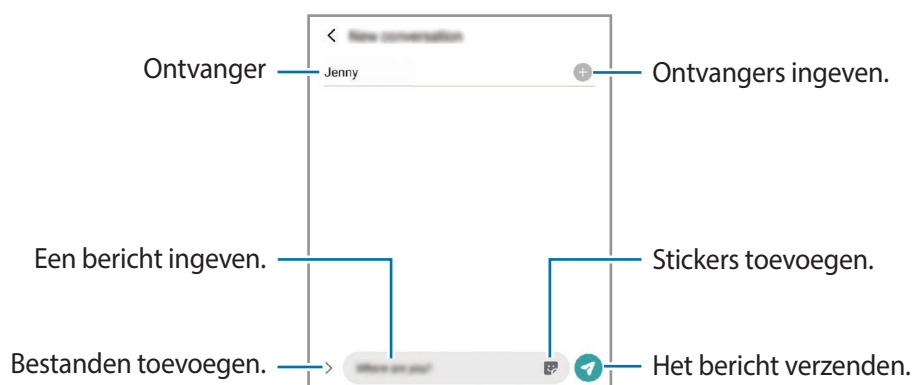 New conversation
Ontvanger
Jenny
Ontvangers ingeven.
Een bericht ingeven.
Stickers toevoegen.
Bestanden toevoegen.
Where are you?
Het bericht verzenden.